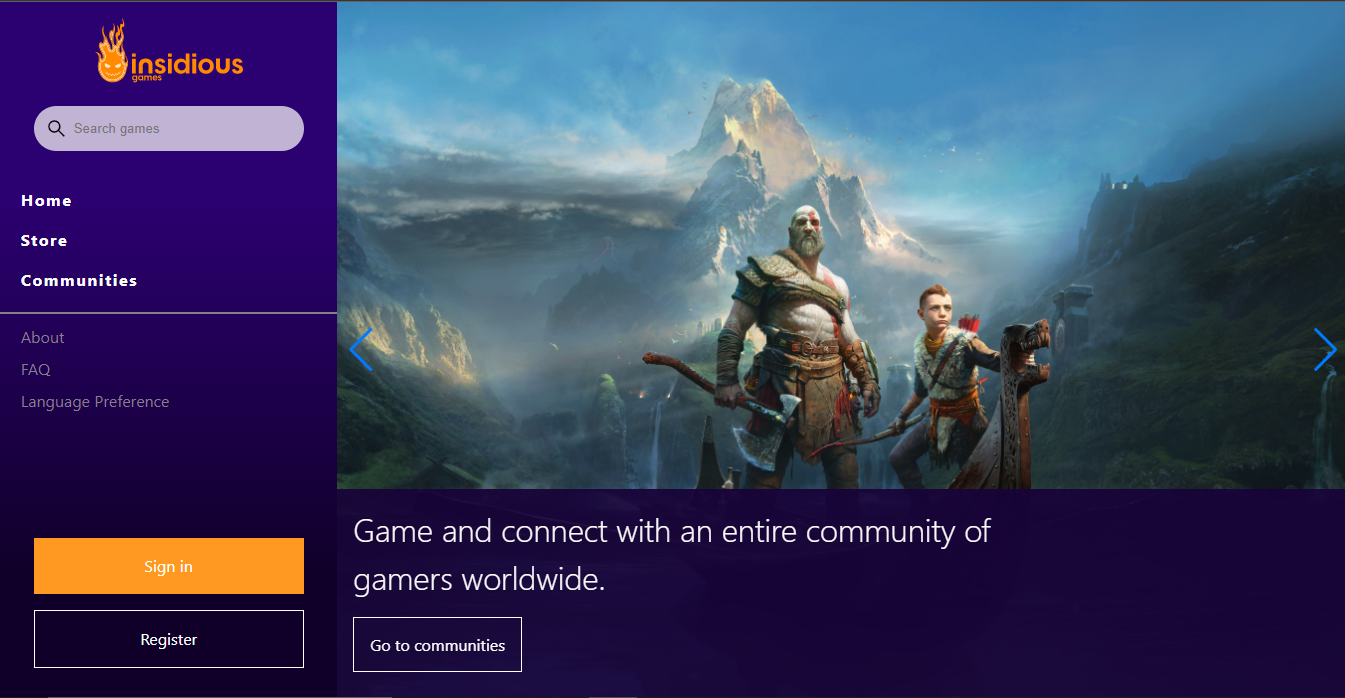 insidious
games
Search games
Home
Store
Communities
About
FAQ
Language Preference
Sign in
Register
Game and connect with an entire community of
gamers worldwide.
Go to communities